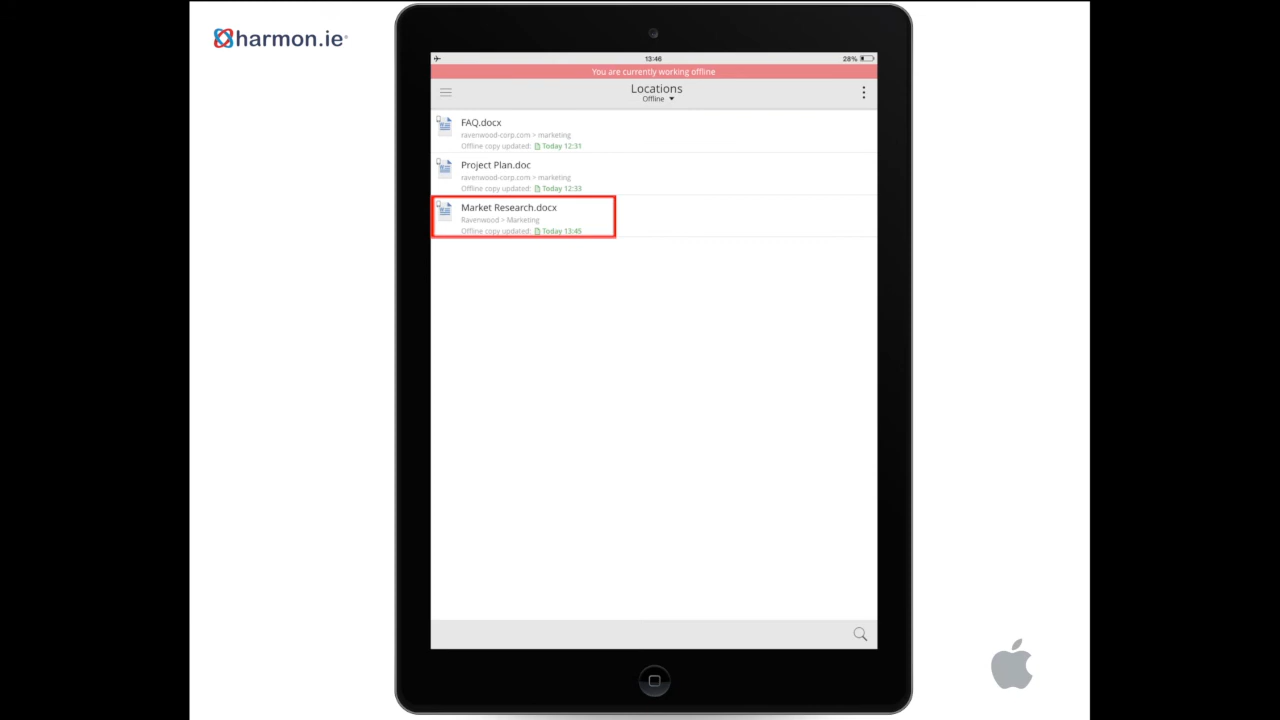 harmon.ie®
13:46
28%
You are currently working offline
Locations
Offline
FAQ.docx
ravenwood-corp.com > marketing
Offline copy updated: Today 12:31
Project Plan.doc
ravenwood-corp.com > marketing
Offline copy updated: Today 12:33
Market Research.docx
Ravenwood > Marketing
Offline copy updated: Today 13:45